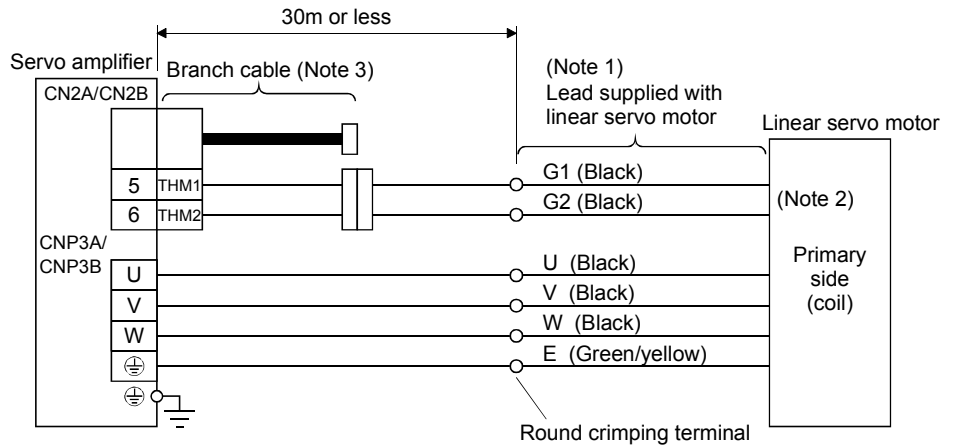 30m or less
Servo amplifier
Branch cable (Note 3)
(Note 1)
Lead supplied with
linear servo motor
Linear servo motor
CN2A/CN2B
5 THM1
G1 (Black)
6 THM2
G2 (Black)
(Note 2)
CNP3A/
CNP3B
U
U (Black)
V
V (Black)
W
W (Black)
E (Green/yellow)
Primary
side
(coil)
Round crimping terminal